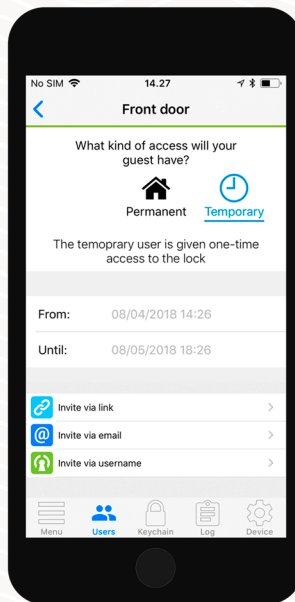 No SIM 14.27
Front door
What kind of access will your
guest have?
Permanent Temporary
The temoprary user is given one-time
access to the lock
From: 08/04/2018 14:26
Until: 08/05/2018 18:26
Invite via link
@ Invite via email
Invite via username
Menu Users Keychain Log Device